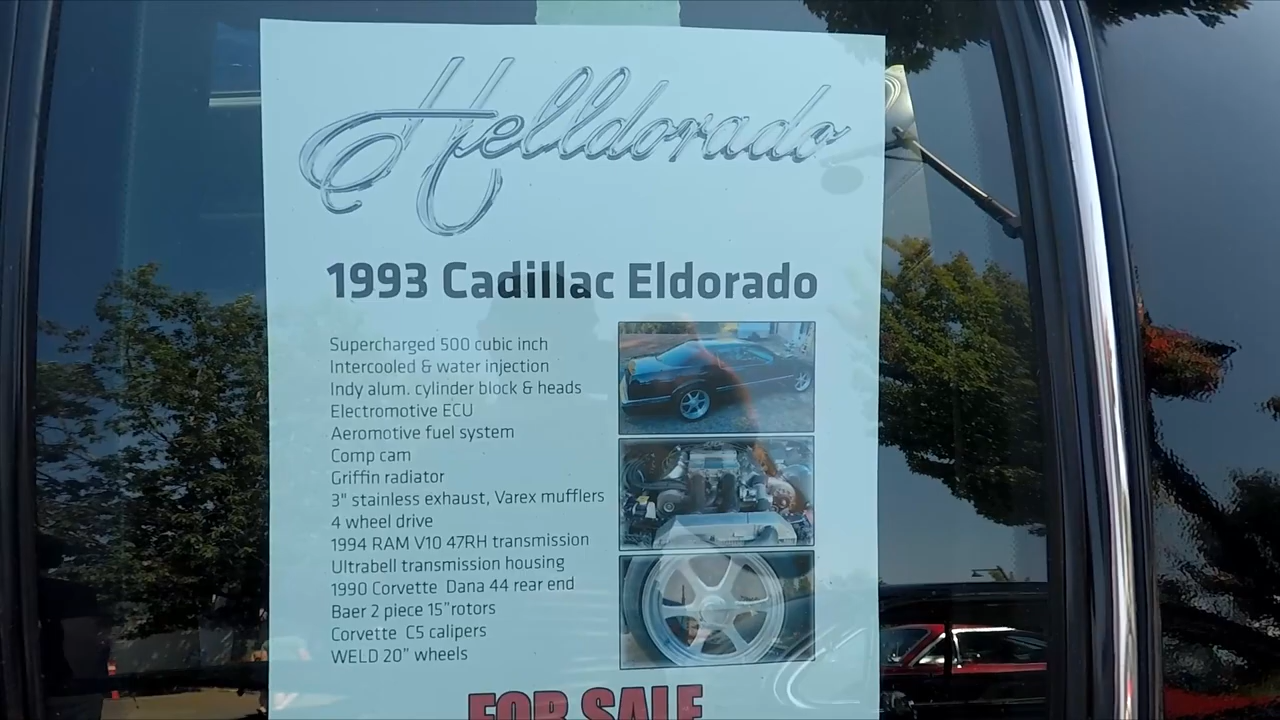 Helldorado
1993 Cadillac Eldorado
Supercharged 500 cubic inch
Intercooled & water injection
Indy alum. cylinder block & heads
Electromotive ECU
Aeromotive fuel system
Comp cam
Griffin radiator
3" stainless exhaust, Varex mufflers
4 wheel drive
1994 RAM V10 47RH transmission
Ultrabell transmission housing
1990 Corvette Dana 44 rear end
Baer 2 piece 15"rotors
Corvette C5 calipers
WELD 20" wheels
FOR SALE